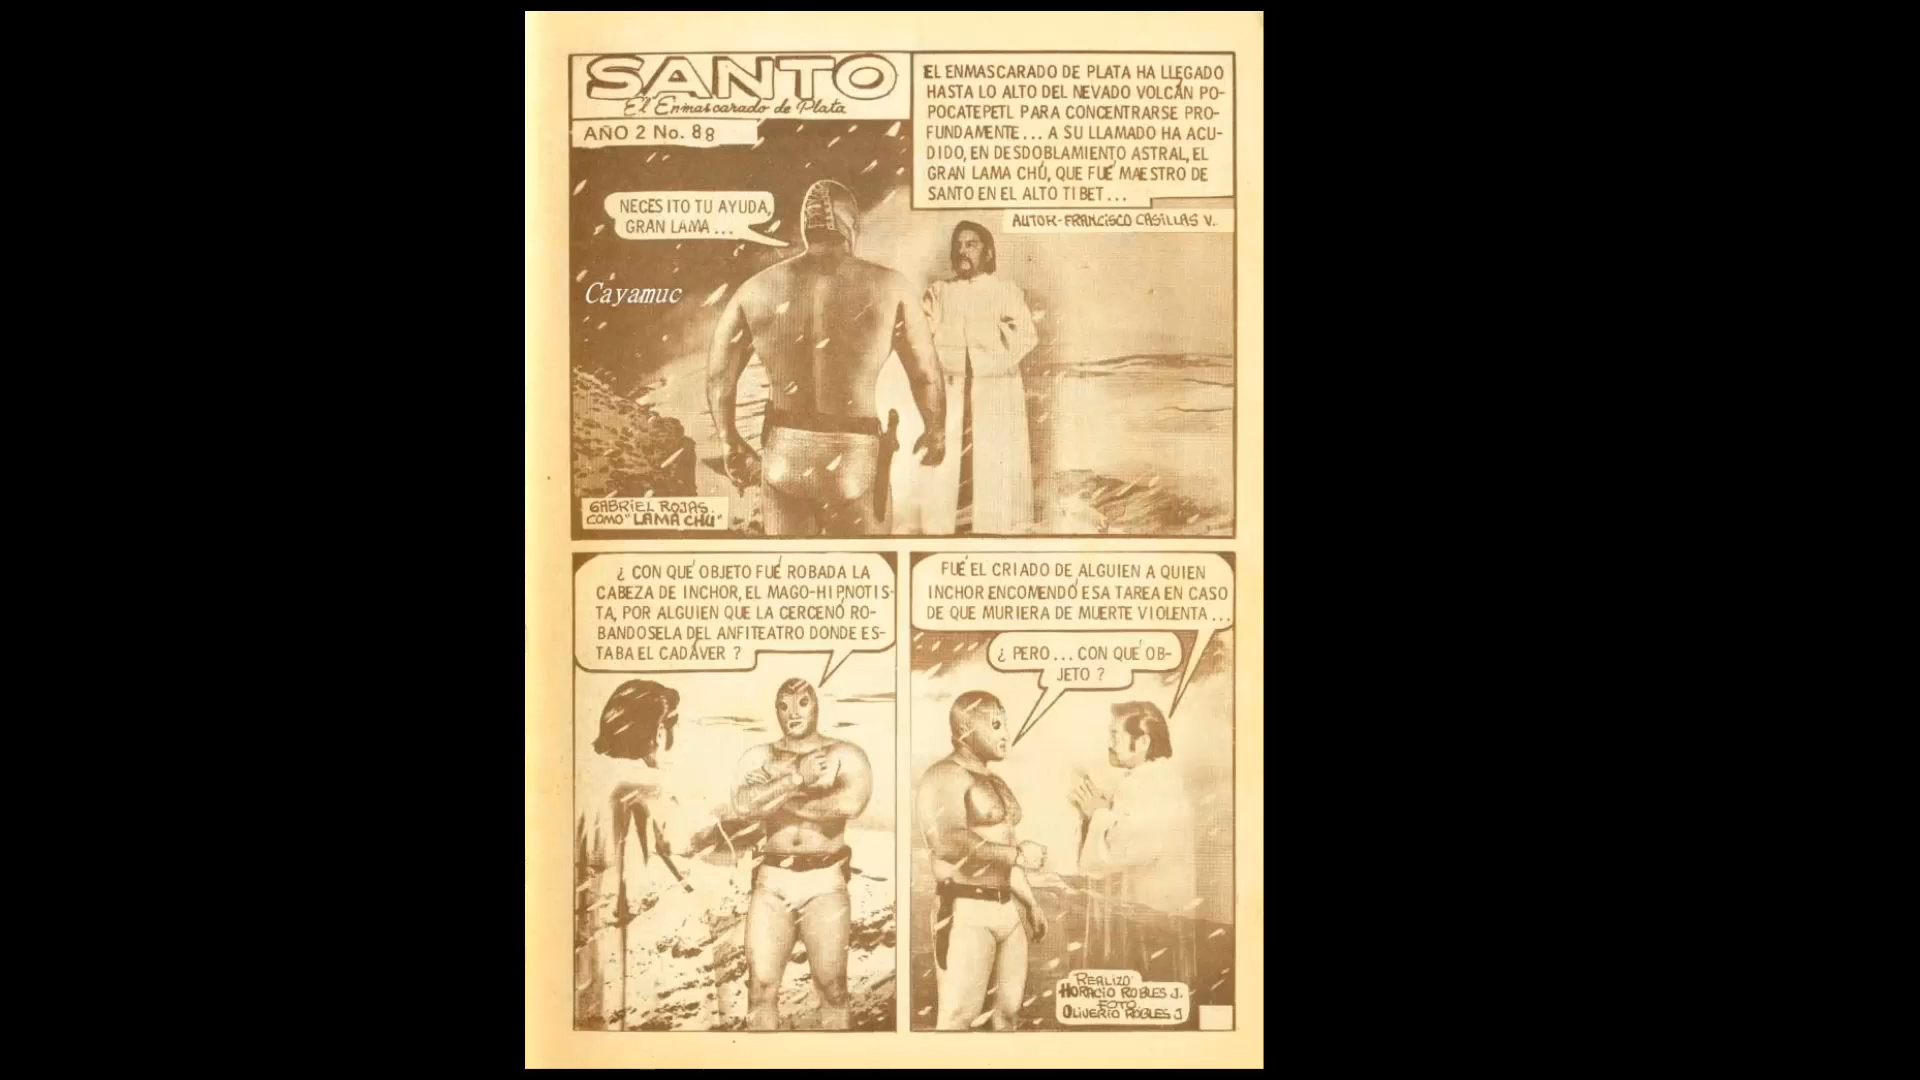 SANTO
El Enmascarado de Plata
AÑO 2 No. 88
EL ENMASCARADO DE PLATA HA LLEGADO
HASTA LO ALTO DEL NEVADO VOLCÁN PO-
POCATEPETL PARA CONCENTRARSE PRO-
FUNDAMENTE... A SU LLAMADO HA ACU-
DIDO, EN DESDOBLAMIENTO ASTRAL, EL
GRAN LAMA CHÚ, QUE FUÉ MAESTRO DE
SANTO EN EL ALTO TIBET...
AUTOR-FRANCISCO CASILLAS V.
NECESITO TU AYUDA,
GRAN LAMA...
Cayamuc
GABRIEL ROJAS
COMO "LAMA CHÚ"
¿ CON QUÉ OBJETO FUÉ ROBADA LA
CABEZA DE INCHOR, EL MAGO-HIPNOTIS-
TA, POR ALGUIEN QUE LA CERCENÓ RO-
BANDOSELA DEL ANFITEATRO DONDE ES-
TABA EL CADÁVER ?
FUÉ EL CRIADO DE ALGUIEN A QUIEN
INCHOR ENCOMENDÓ ESA TAREA EN CASO
DE QUE MURIERA DE MUERTE VIOLENTA...
¿ PERO... CON QUÉ OB-
JETO ?
REALIZO:
HORACIO ROBLES J.
FOTO
OLIVERIO ROBLES J